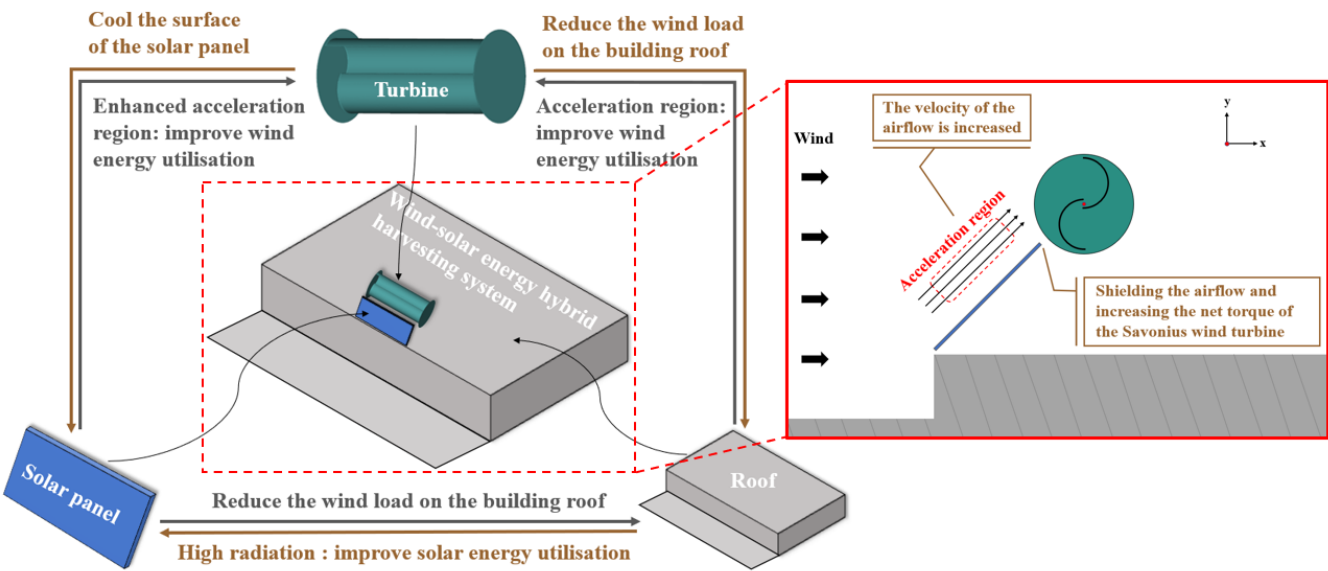 Cool the surface
of the solar panel
Turbine
Reduce the wind load
on the building roof
Enhanced acceleration
region: improve wind
energy utilisation
Acceleration region:
improve wind
energy utilisation
Wind-solar energy hybrid
harvesting system
Solar panel
Roof
Reduce the wind load on the building roof
High radiation : improve solar energy utilisation
The velocity of the
airflow is increased
Wind
y
x
Acceleration region
Shielding the airflow and
increasing the net torque of
the Savonius wind turbine